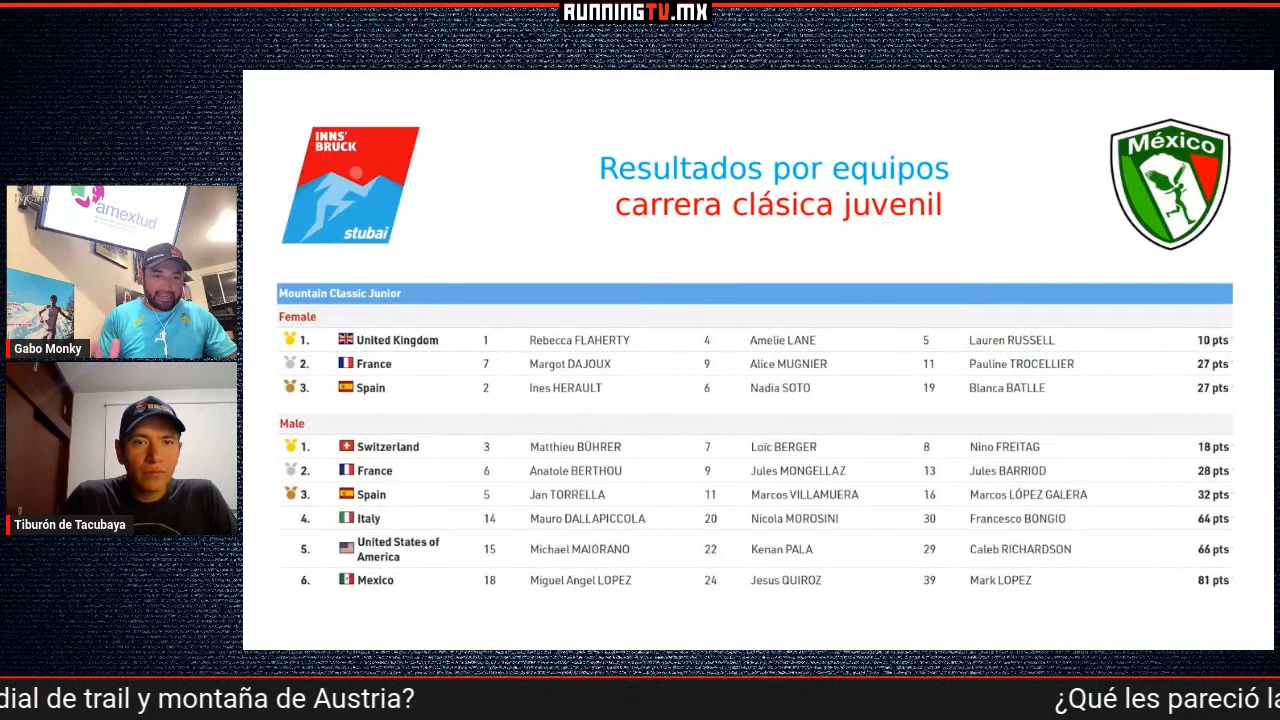 RUNNINGTV.MX
INNS'
BRUCK
stubai
Resultados por equipos
carrera clásica juvenil
México
amextud
Gabo Monky
Tiburón de Tacubaya
Mountain Classic Junior
Female
1. United Kingdom 1 Rebecca FLAHERTY 4 Amelie LANE 5 Lauren RUSSELL 10 pts
2. France 7 Margot DAJOUX 9 Alice MUGNIER 11 Pauline TROCELLIER 27 pts
3. Spain 2 Ines HERAULT 6 Nadia SOTO 19 Blanca BATLLE 27 pts
Male
1. Switzerland 3 Matthieu BÜHRER 7 Loïc BERGER 8 Nino FREITAG 18 pts
2. France 6 Anatole BERTHOU 9 Jules MONGELLAZ 13 Jules BARRIOD 28 pts
3. Spain 5 Jan TORRELLA 11 Marcos VILLAMUERA 16 Marcos LÓPEZ GALERA 32 pts
4. Italy 14 Mauro DALLAPICCOLA 20 Nicola MOROSINI 30 Francesco BONGIO 64 pts
5. United States of America 15 Michael MAIORANO 22 Kenan PALA 29 Caleb RICHARDSON 66 pts
6. Mexico 18 Miguel Angel LOPEZ 24 Jesus QUIROZ 39 Mark LOPEZ 81 pts
dial de trail y montaña de Austria? ¿Qué les pareció la